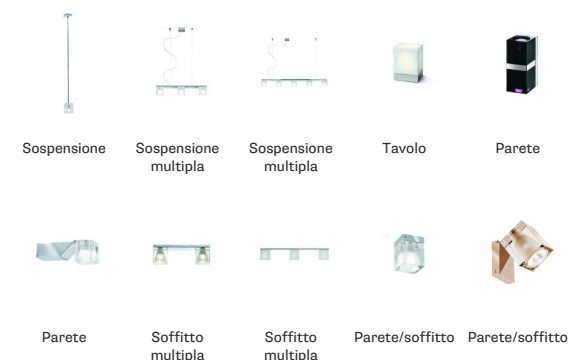 Sospensione
Sospensione
multipla
Sospensione
multipla
Tavolo
Parete
Parete
Soffitto
multipla
Soffitto
multipla
Parete/soffitto
Parete/soffitto